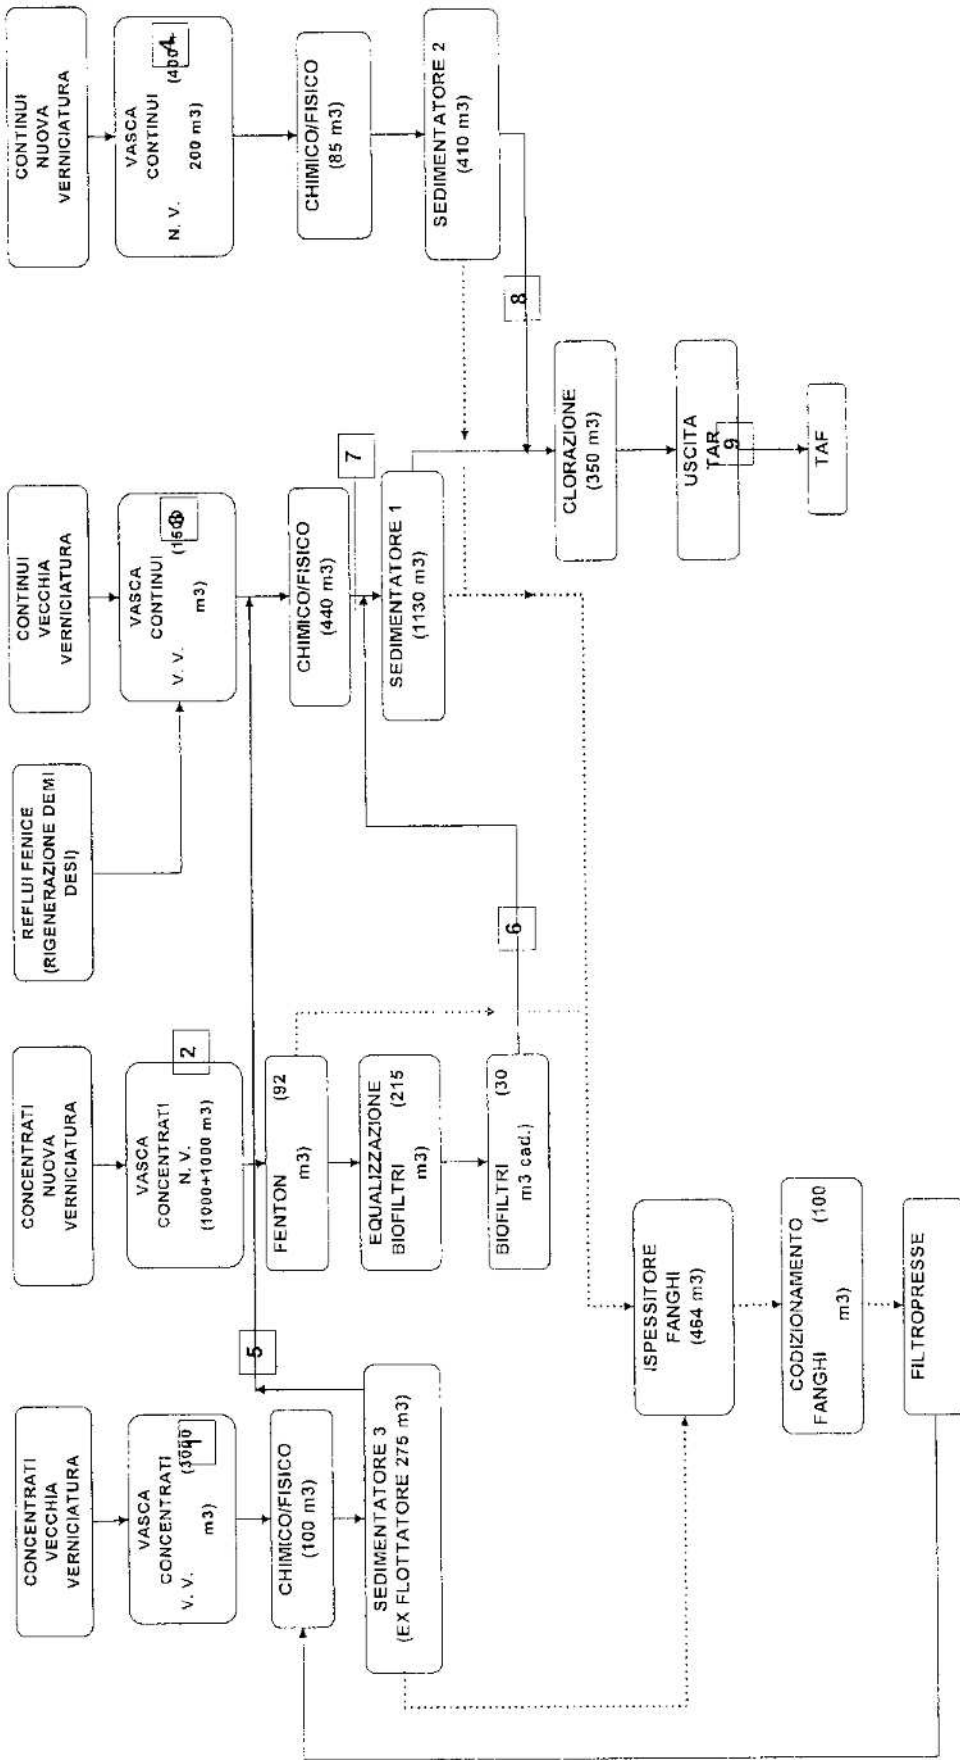 CONCENTRATI
VECCHIA
VERNICIATURA
CONCENTRATI
NUOVA
VERNICIATURA
REFLUI FENICE
(RIGENERAZIONE DEMI
DESI)
CONTINUI
VECCHIA
VERNICIATURA
CONTINUI
NUOVA
VERNICIATURA
VASCA
CONCENTRATI
V. V. (3000
m3)
1
VASCA
CONCENTRATI
N. V.
(1000+1000 m3)
2
VASCA
CONTINUI
V. V. (1500
m3)
3
VASCA
CONTINUI
N. V. 200 m3)
4
CHIMICO/FISICO
(100 m3)
5
FENTON (92
m3)
CHIMICO/FISICO
(440 m3)
7
CHIMICO/FISICO
(85 m3)
SEDIMENTATORE 3
(EX FLOTTATORE 275 m3)
EQUALIZZAZIONE
BIOFILTRI (215
m3)
SEDIMENTATORE 1
(1130 m3)
SEDIMENTATORE 2
(410 m3)
BIOFILTRI (30
m3 cad.)
6
8
CLORAZIONE
(350 m3)
ISPESSITORE
FANGHI
(464 m3)
USCITA
TAR
9
CODIZIONAMENTO
FANGHI (100
m3)
TAF
FILTROPRESSE